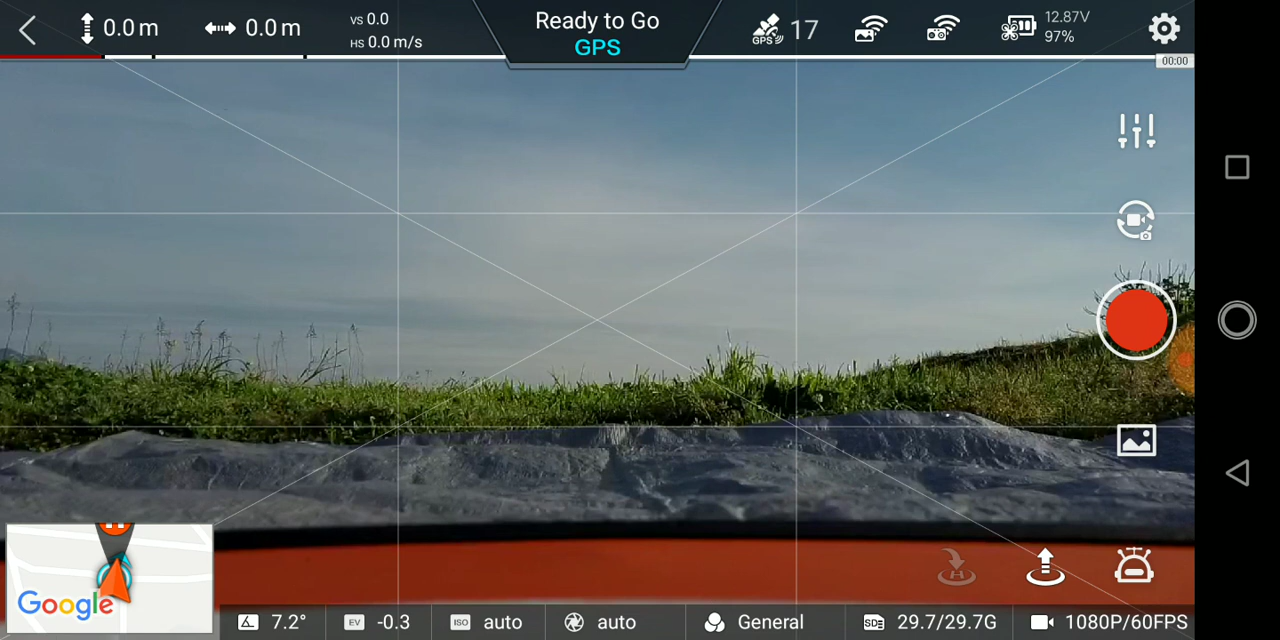 0.0 m
0.0 m
VS 0.0
HS 0.0 m/s
Ready to Go
GPS
GPS
17
12.87V
97%
00:00
H
Google
7.2°
EV
-0.3
ISO
auto
auto
General
SD
29.7/29.7G
1080P/60FPS